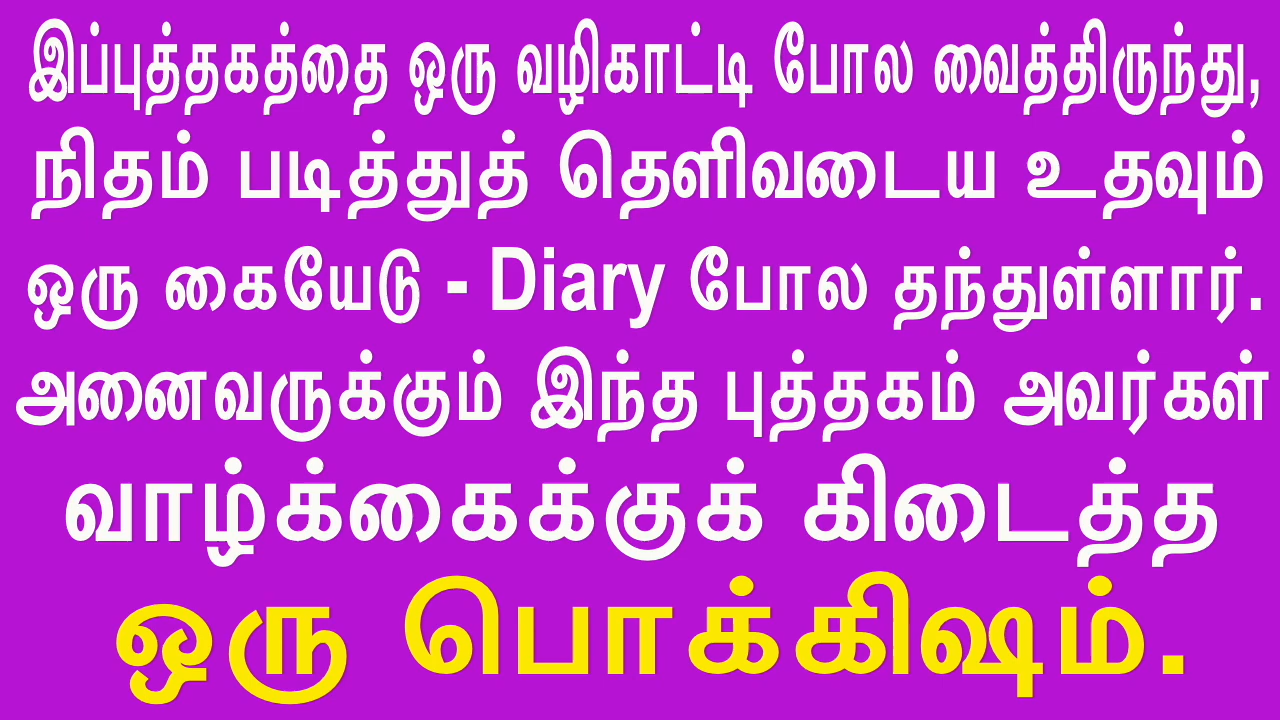 இப்புத்தகத்தை ஒரு வழிகாட்டி போல வைத்திருந்து,
நிதம் படித்துத் தெளிவடைய உதவும்
ஒரு கையேடு - Diary போல தந்துள்ளார்.
அனைவருக்கும் இந்த புத்தகம் அவர்கள்
வாழ்க்கைக்குக் கிடைத்த
ஒரு பொக்கிஷம்.